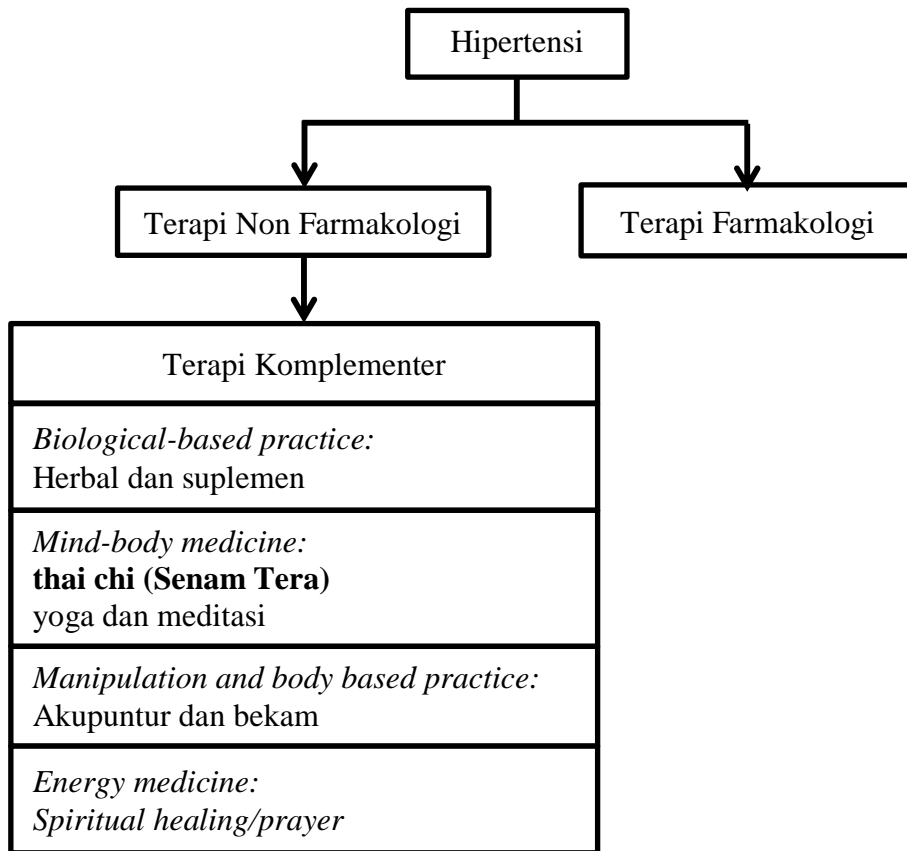 Hipertensi
Terapi Non Farmakologi
Terapi Farmakologi
Terapi Komplementer
Biological-based practice:
Herbal dan suplemen
Mind-body medicine:
thai chi (Senam Tera)
yoga dan meditasi
Manipulation and body based practice:
Akupuntur dan bekam
Energy medicine:
Spiritual healing/prayer